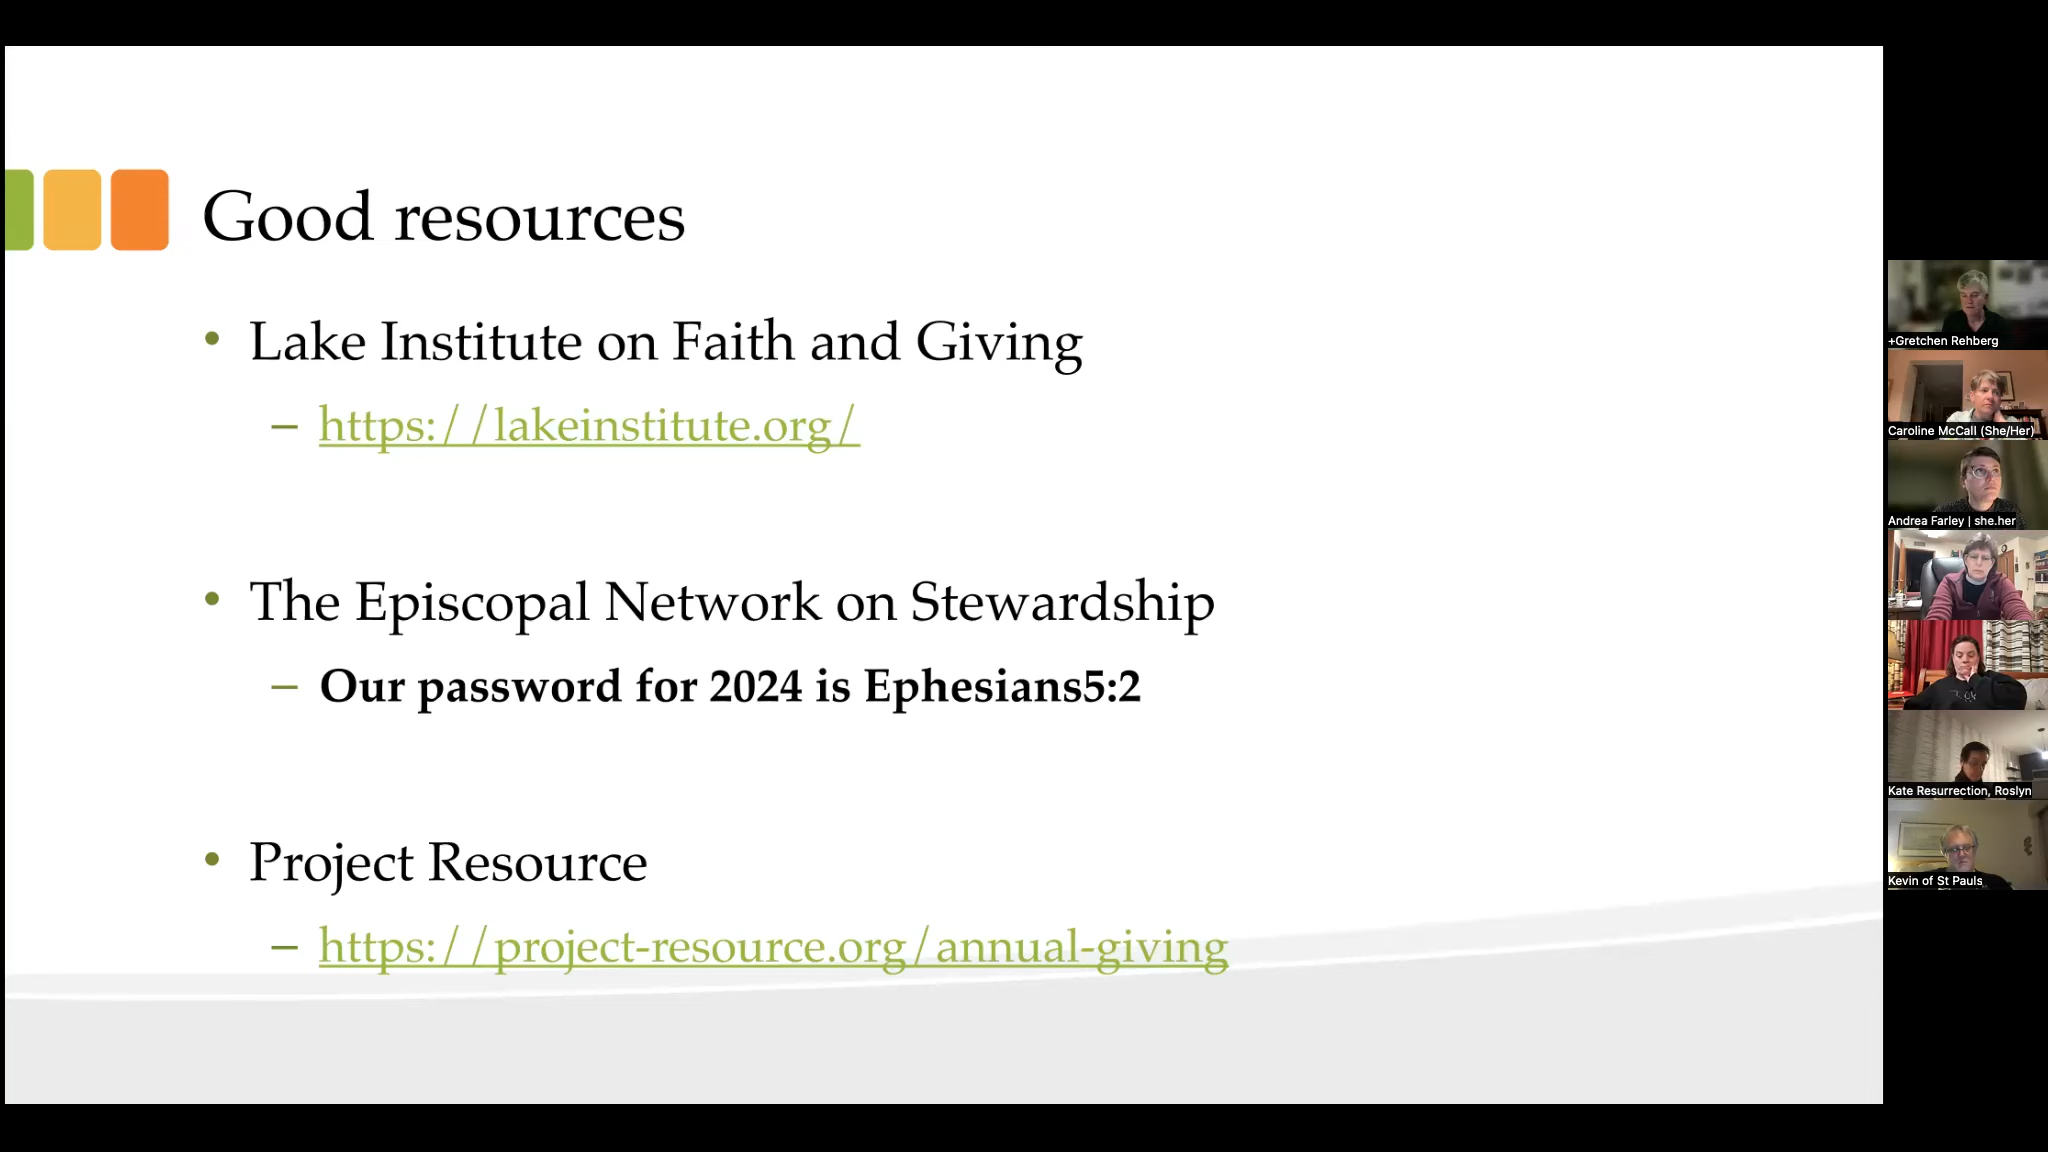 Good resources
• Lake Institute on Faith and Giving
– https://lakeinstitute.org/
• The Episcopal Network on Stewardship
– Our password for 2024 is Ephesians5:2
• Project Resource
– https://project-resource.org/annual-giving
+Gretchen Rehberg
Caroline McCall (She/Her)
Andrea Farley | she.her
Kate Resurrection, Roslyn
Kevin of St Pauls